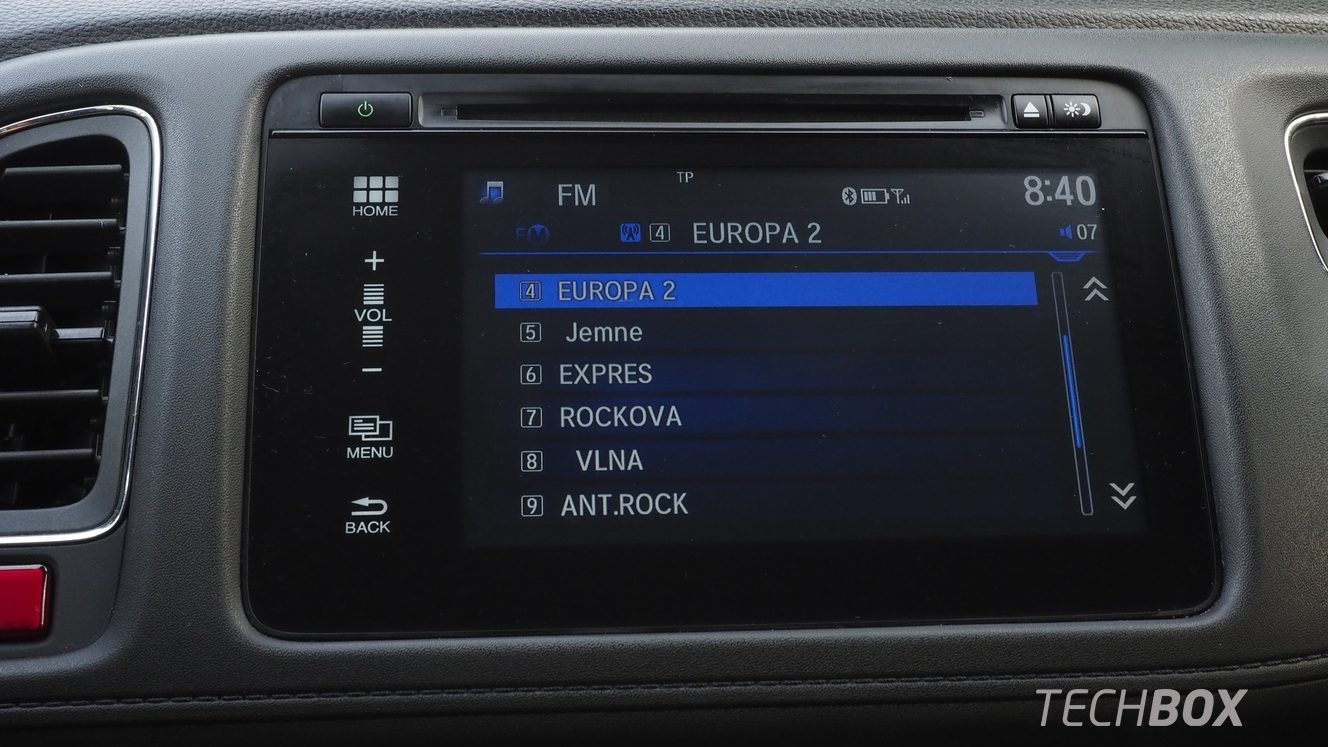 HOME
VOL
MENU
BACK
TP
FM
8:40
FM
4 EUROPA 2
07
4 EUROPA 2
5 Jemne
6 EXPRES
7 ROCKOVA
8 VLNA
9 ANT.ROCK
TECHBOX